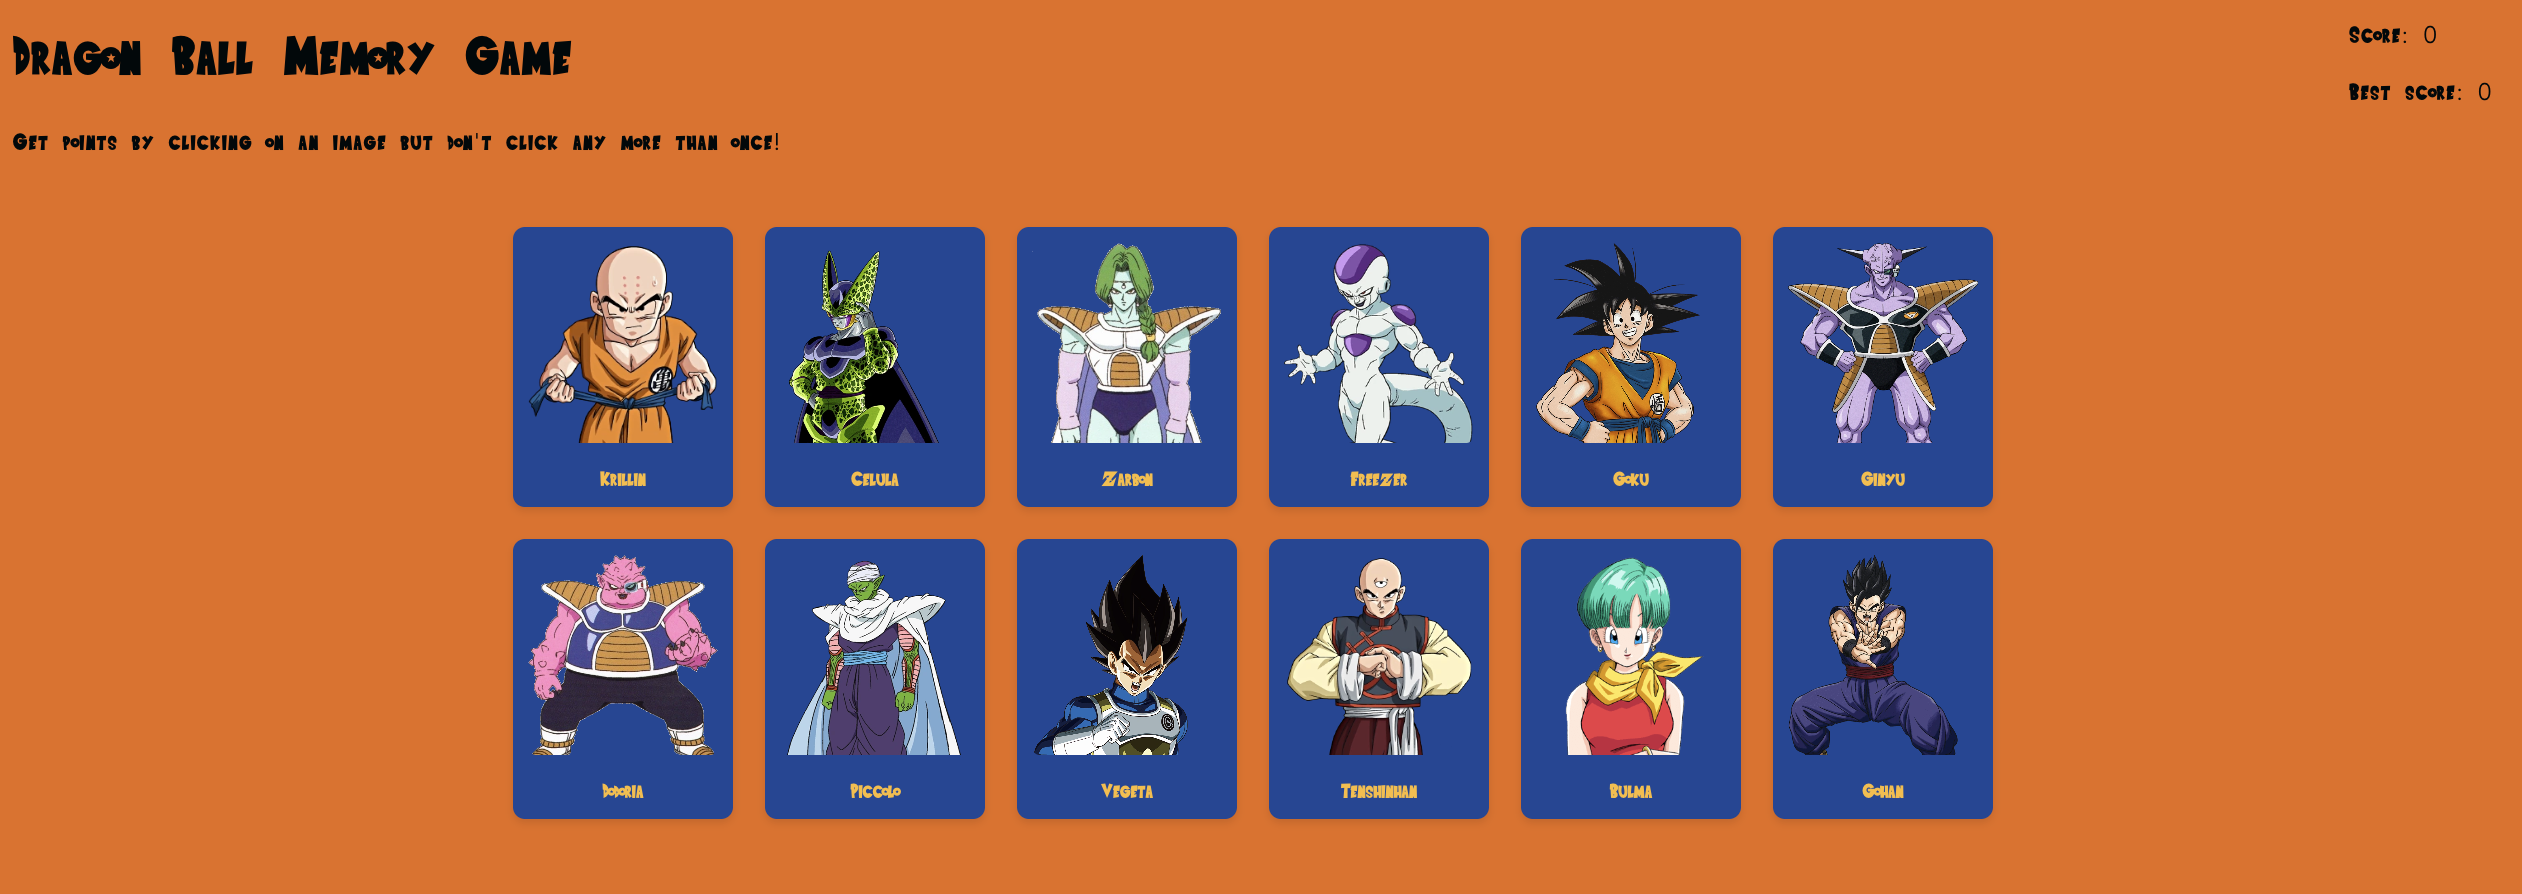 Dragon Ball Memory Game
Score: 0
Best score: 0
Get points by clicking on an image but don't click any more than once!
Krillin
Celula
Zarbon
Freezer
Goku
Ginyu
Dodoria
Piccolo
Vegeta
Tenshinhan
Bulma
Gohan